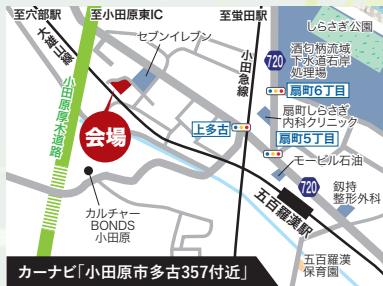 至穴部駅
至小田原東IC
至蛍田駅
しらさぎ公園
大雄山線
セブンイレブン
小田急線
720
酒匂川流域
下水道右岸
処理場
扇町6丁目
扇町しらさぎ
内科クリニック
扇町5丁目
小田原厚木道路
会場
上多古
モービル石油
カルチャー
BONDS
小田原
五百羅漢駅
720
釼持
整形外科
五百羅漢
保育園
カーナビ「小田原市多古357付近」